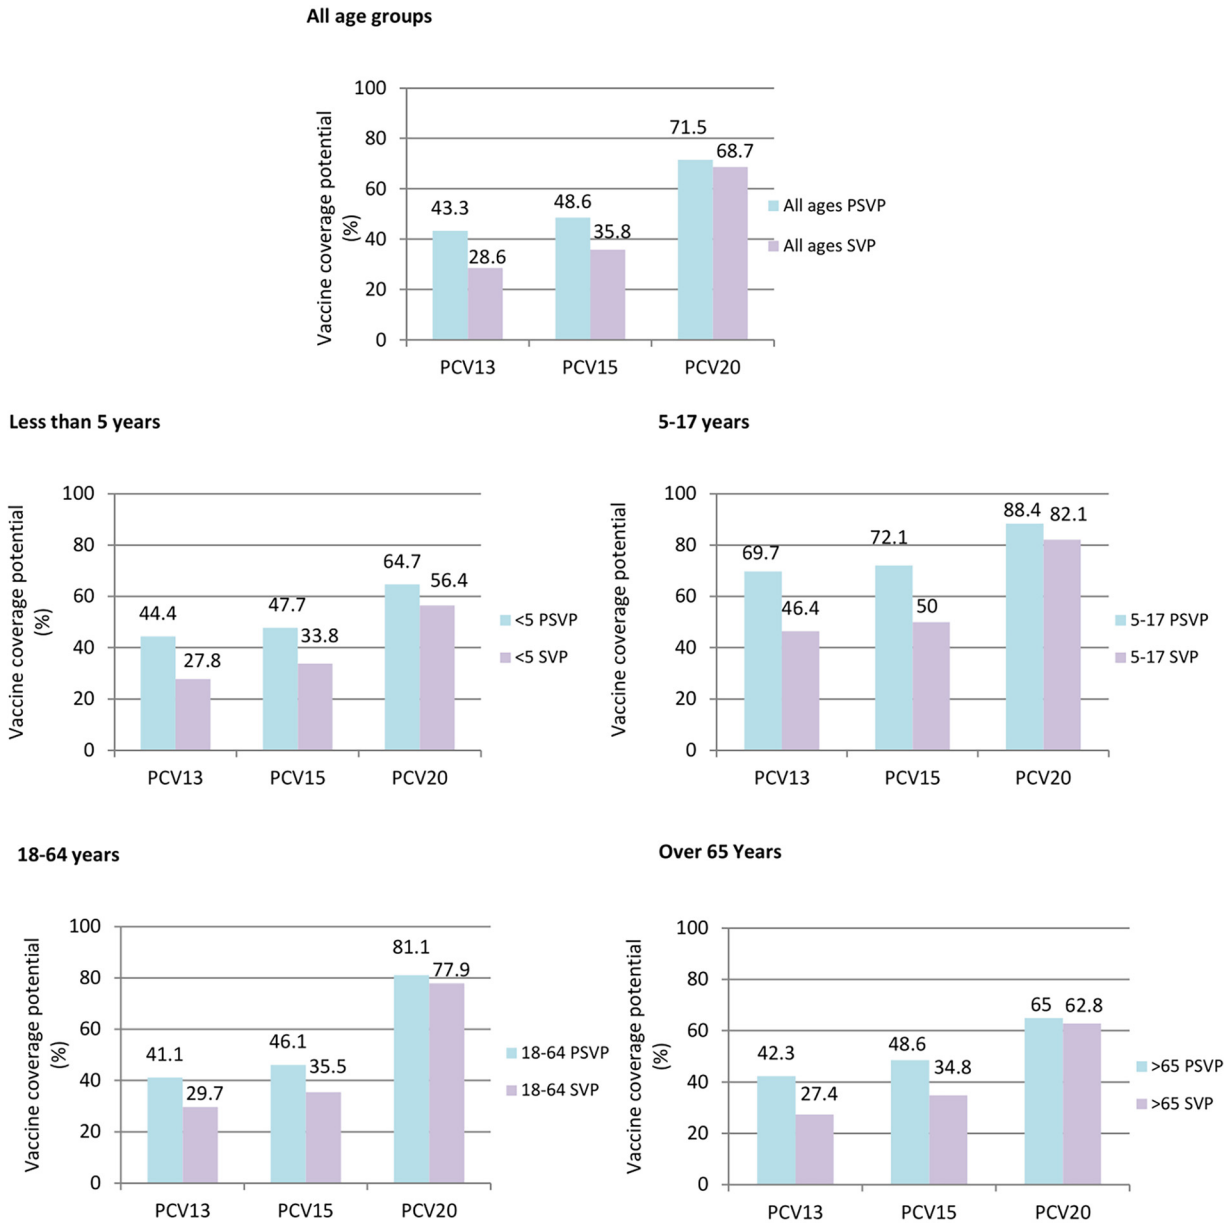 All age groups
Vaccine coverage potential
(%)
100
80
60
40
20
0
43.3
28.6
48.6
35.8
71.5
68.7
PCV13 PCV15 PCV20
All ages PSVP
All ages SVP
Less than 5 years
Vaccine coverage potential
(%)
100
80
60
40
20
0
44.4
27.8
47.7
33.8
64.7
56.4
PCV13 PCV15 PCV20
<5 PSVP
<5 SVP
5-17 years
Vaccine coverage potential
100
80
60
40
20
0
69.7
46.4
72.1
50
88.4
82.1
PCV13 PCV15 PCV20
5-17 PSVP
5-17 SVP
18-64 years
Vaccine coverage potential
(%)
100
80
60
40
20
0
41.1
29.7
46.1
35.5
81.1
77.9
PCV13 PCV15 PCV20
18-64 PSVP
18-64 SVP
Over 65 Years
Vaccine coverage potential
(%)
100
80
60
40
20
0
42.3
27.4
48.6
34.8
65
62.8
PCV13 PCV15 PCV20
>65 PSVP
>65 SVP